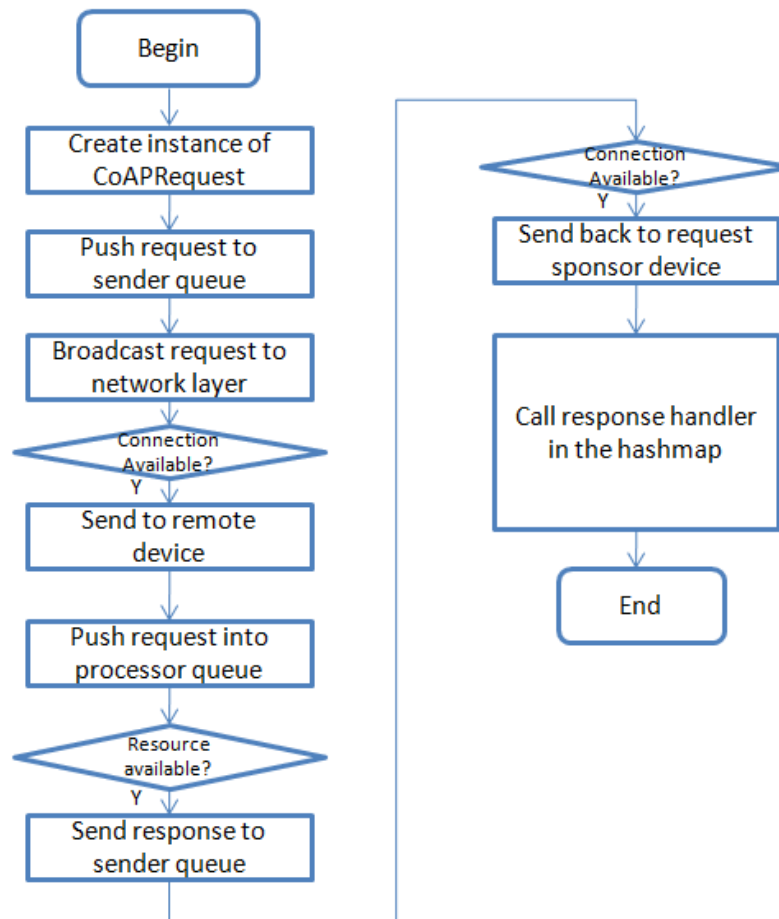 Begin
Create instance of
CoAPRequest
Push request to
sender queue
Broadcast request to
network layer
Connection
Available?
Y
Send to remote
device
Push request into
processor queue
Resource
available?
Y
Send response to
sender queue
Connection
Available?
Y
Send back to request
sponsor device
Call response handler
in the hashmap
End